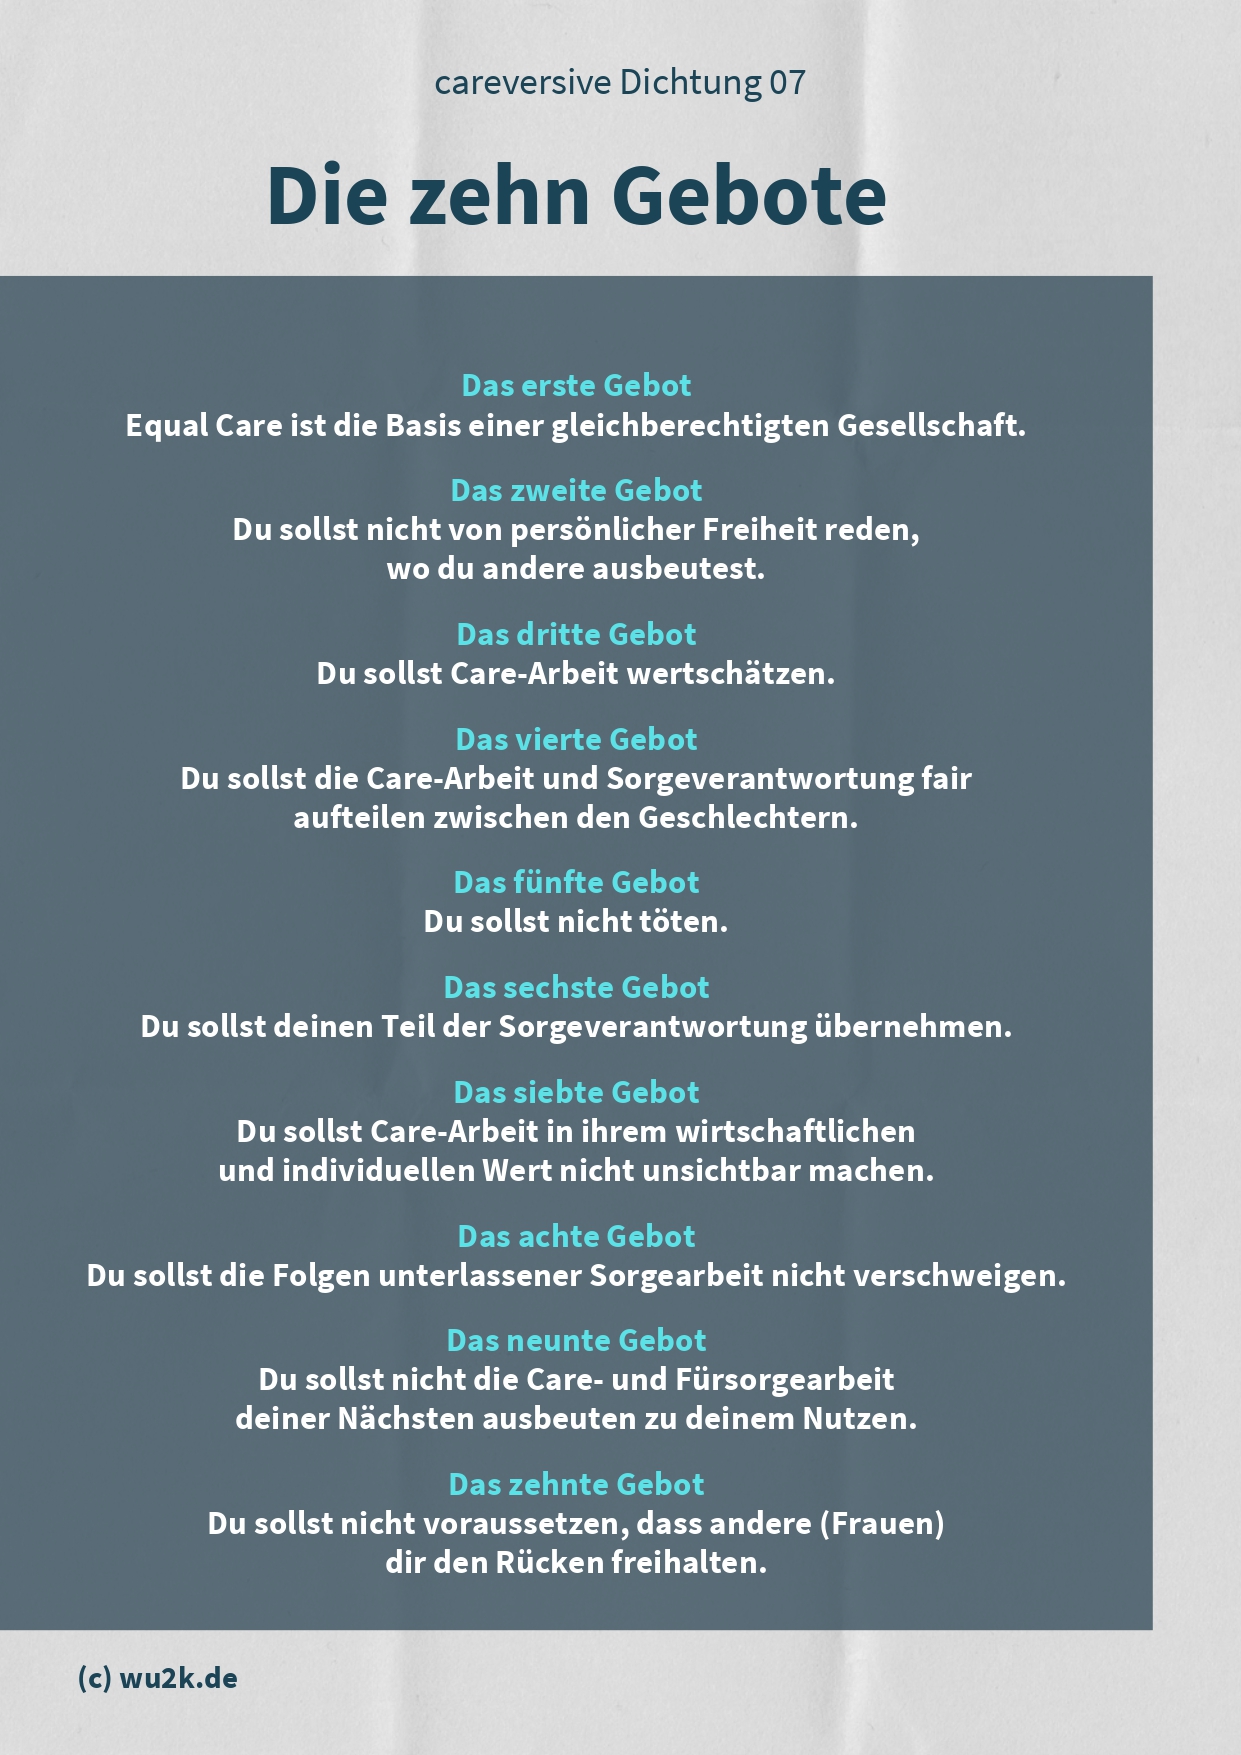 careversive Dichtung 07
Die zehn Gebote
Das erste Gebot
Equal Care ist die Basis einer gleichberechtigten Gesellschaft.
Das zweite Gebot
Du sollst nicht von persönlicher Freiheit reden,
wo du andere ausbeutest.
Das dritte Gebot
Du sollst Care-Arbeit wertschätzen.
Das vierte Gebot
Du sollst die Care-Arbeit und Sorgeverantwortung fair
aufteilen zwischen den Geschlechtern.
Das fünfte Gebot
Du sollst nicht töten.
Das sechste Gebot
Du sollst deinen Teil der Sorgeverantwortung übernehmen.
Das siebte Gebot
Du sollst Care-Arbeit in ihrem wirtschaftlichen
und individuellen Wert nicht unsichtbar machen.
Das achte Gebot
Du sollst die Folgen unterlassener Sorgearbeit nicht verschweigen.
Das neunte Gebot
Du sollst nicht die Care- und Fürsorgearbeit
deiner Nächsten ausbeuten zu deinem Nutzen.
Das zehnte Gebot
Du sollst nicht voraussetzen, dass andere (Frauen)
dir den Rücken freihalten.
(c) wu2k.de